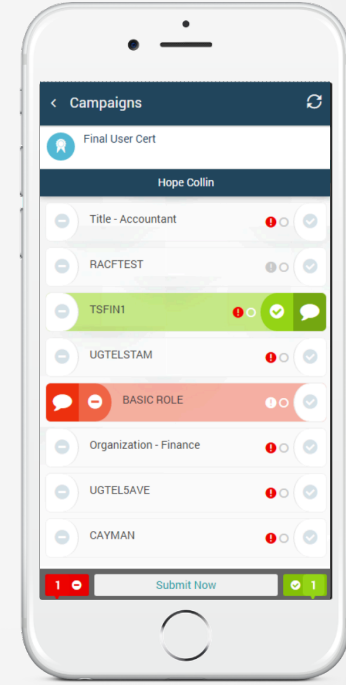 Campaigns
Final User Cert
Hope Collin
Title - Accountant
RACFTEST
TSFIN1
UGTELSTAM
BASIC ROLE
Organization - Finance
UGTEL5AVE
CAYMAN
1 Submit Now 1